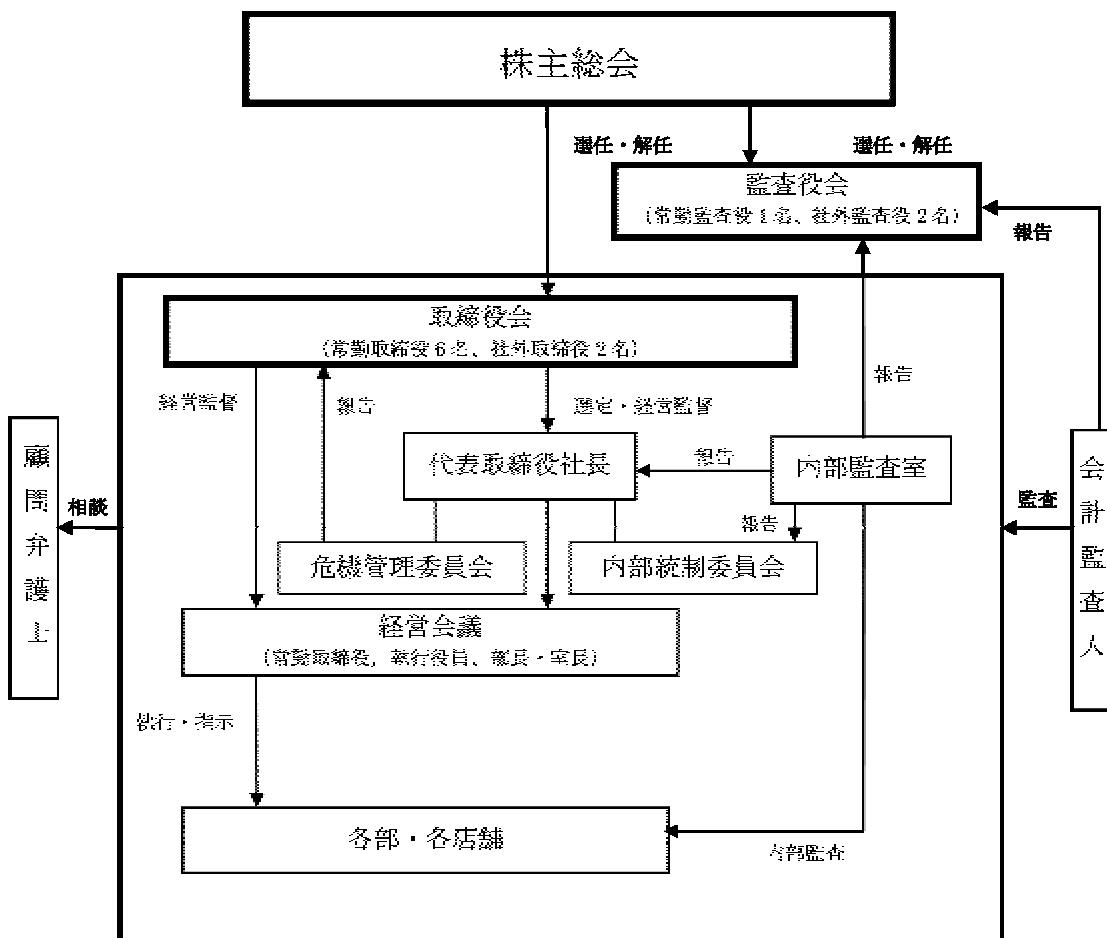 株主総会
選任・解任
選任・解任
監査役会
(常勤監査役1名、社外監査役2名)
報告
取締役会
(常勤取締役6名、社外取締役2名)
経営監督
報告
選定・経営監督
報告
顧問弁護士
相談
代表取締役社長
報告
内部監査室
会計監査人
監査
報告
危機管理委員会
内部統制委員会
経営会議
(常勤取締役,執行役員、部長・室長)
執行・指示
各部・各店舗
内部監査